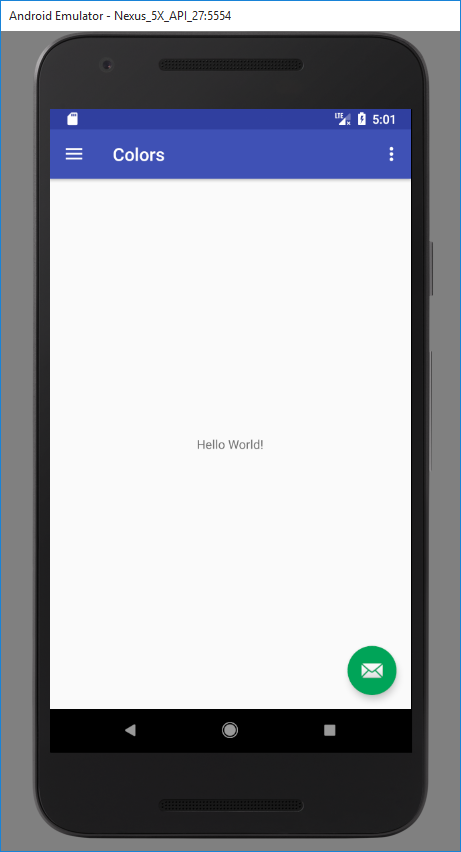 Android Emulator - Nexus_5X_API_27:5554
LTE 5:01
Colors
Hello World!